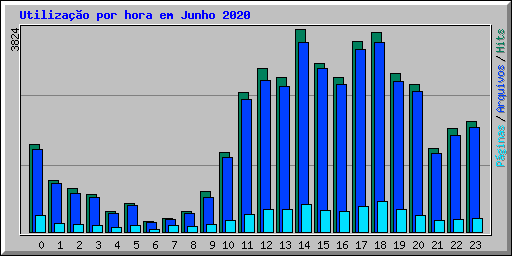 Utilização por hora em Junho 2020
3824
Páginas / Arquivos / Hits
0 1 2 3 4 5 6 7 8 9 10 11 12 13 14 15 16 17 18 19 20 21 22 23